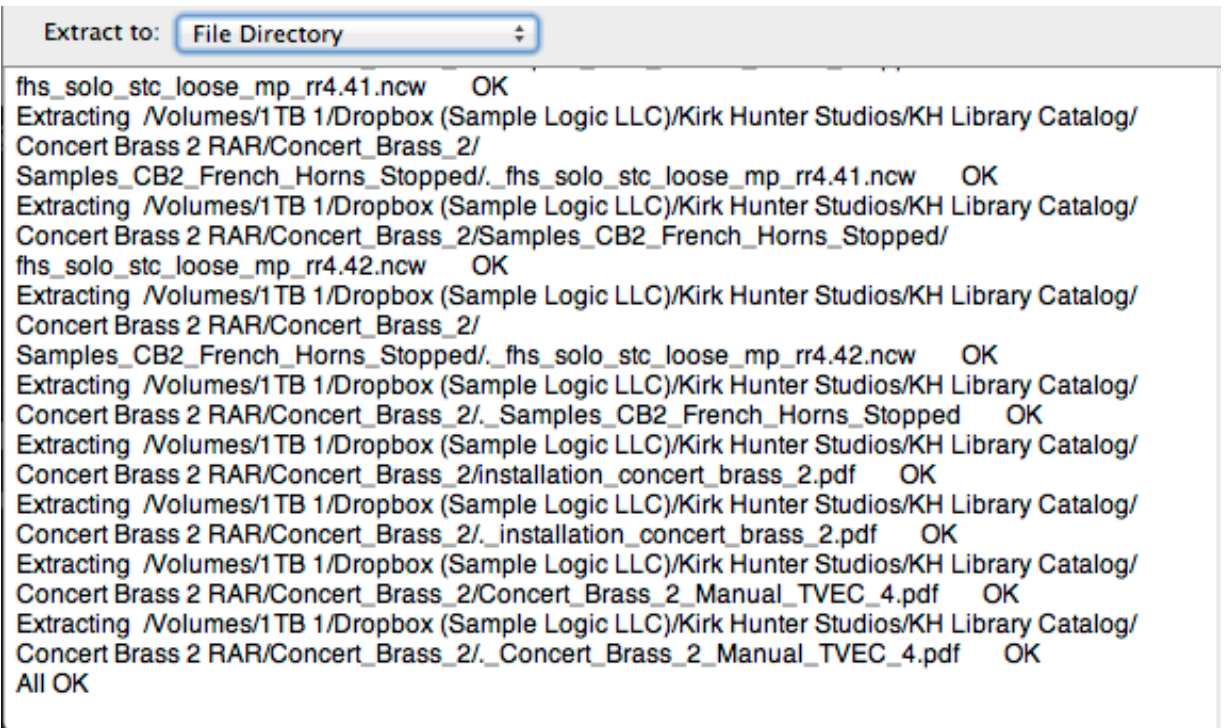 Extract to: File Directory
fhs_solo_stc_loose_mp_rr4.41.ncw OK
Extracting /Volumes/1TB 1/Dropbox (Sample Logic LLC)/Kirk Hunter Studios/KH Library Catalog/
Concert Brass 2 RAR/Concert_Brass_2/
Samples_CB2_French_Horns_Stopped/._fhs_solo_stc_loose_mp_rr4.41.ncw OK
Extracting /Volumes/1TB 1/Dropbox (Sample Logic LLC)/Kirk Hunter Studios/KH Library Catalog/
Concert Brass 2 RAR/Concert_Brass_2/Samples_CB2_French_Horns_Stopped/
fhs_solo_stc_loose_mp_rr4.42.ncw OK
Extracting /Volumes/1TB 1/Dropbox (Sample Logic LLC)/Kirk Hunter Studios/KH Library Catalog/
Concert Brass 2 RAR/Concert_Brass_2/
Samples_CB2_French_Horns_Stopped/._fhs_solo_stc_loose_mp_rr4.42.ncw OK
Extracting /Volumes/1TB 1/Dropbox (Sample Logic LLC)/Kirk Hunter Studios/KH Library Catalog/
Concert Brass 2 RAR/Concert_Brass_2/._Samples_CB2_French_Horns_Stopped OK
Extracting /Volumes/1TB 1/Dropbox (Sample Logic LLC)/Kirk Hunter Studios/KH Library Catalog/
Concert Brass 2 RAR/Concert_Brass_2/installation_concert_brass_2.pdf OK
Extracting /Volumes/1TB 1/Dropbox (Sample Logic LLC)/Kirk Hunter Studios/KH Library Catalog/
Concert Brass 2 RAR/Concert_Brass_2/._installation_concert_brass_2.pdf OK
Extracting /Volumes/1TB 1/Dropbox (Sample Logic LLC)/Kirk Hunter Studios/KH Library Catalog/
Concert Brass 2 RAR/Concert_Brass_2/Concert_Brass_2_Manual_TVEC_4.pdf OK
Extracting /Volumes/1TB 1/Dropbox (Sample Logic LLC)/Kirk Hunter Studios/KH Library Catalog/
Concert Brass 2 RAR/Concert_Brass_2/._Concert_Brass_2_Manual_TVEC_4.pdf OK
All OK